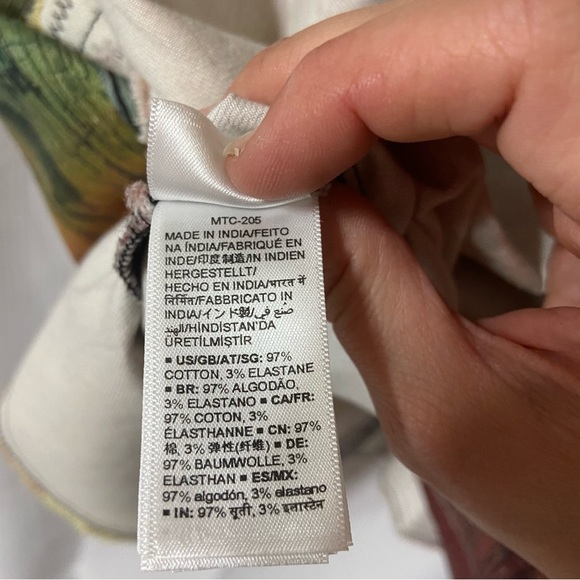 MTC-205
MADE IN INDIA/FEITO
NA ÍNDIA/FABRIQUÉ EN
INDE/印度制造/IN INDIEN
HERGESTELLT/
HECHO EN INDIA/भारत में
निर्मित/FABBRICATO IN
INDIA/インド製/صنع في
الهند/HİNDİSTAN'DA
ÜRETİLMİŞTİR
■ US/GB/AT/SG: 97%
COTTON, 3% ELASTANE
■ BR: 97% ALGODÃO,
3% ELASTANO ■ CA/FR:
97% COTON, 3%
ÉLASTHANNE ■ CN: 97%
棉, 3% 弹性(纤维) ■ DE:
97% BAUMWOLLE, 3%
ELASTHAN ■ ES/MX:
97% algodón, 3% elastano
■ IN: 97% सूती, 3% इलास्टेन